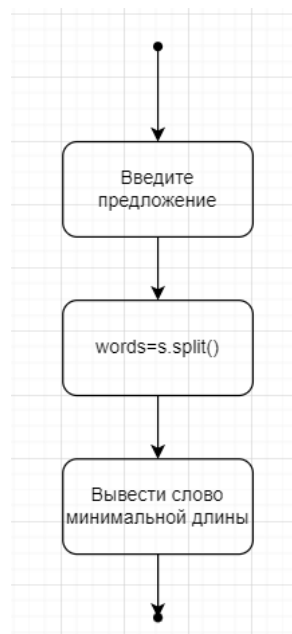 Введите
предложение
words=s.split()
Вывести слово
минимальной длины